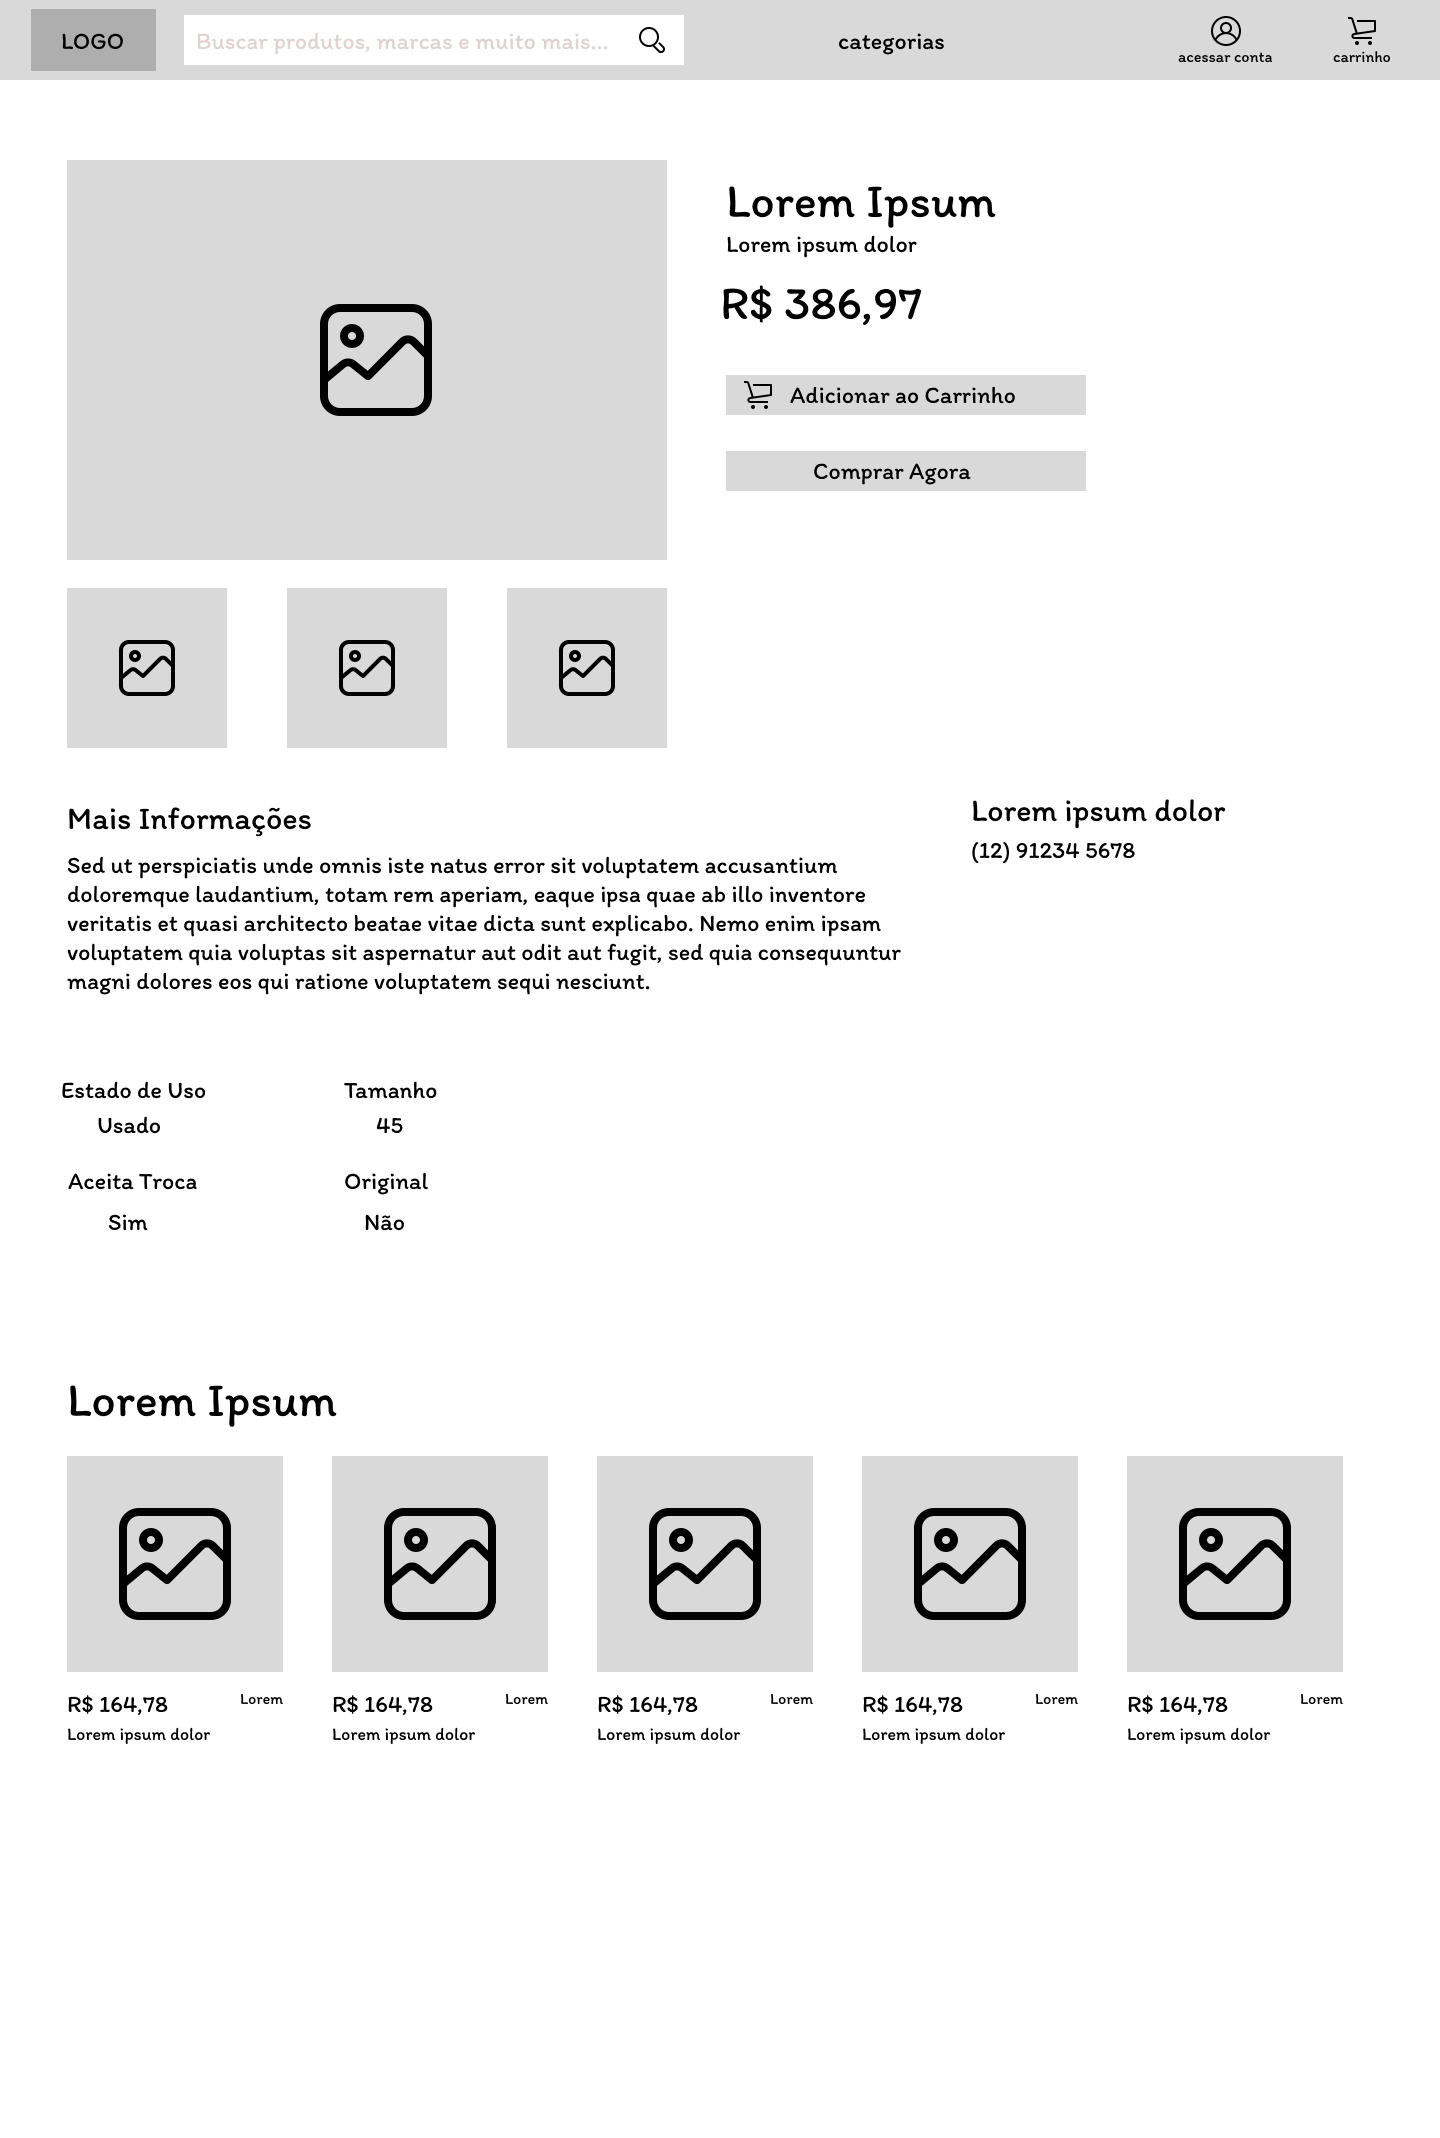 LOGO
Buscar produtos, marcas e muito mais...
categorias
acessar conta
carrinho
Lorem Ipsum
Lorem ipsum dolor
R$ 386,97
Adicionar ao Carrinho
Comprar Agora
Mais Informações
Sed ut perspiciatis unde omnis iste natus error sit voluptatem accusantium
doloremque laudantium, totam rem aperiam, eaque ipsa quae ab illo inventore
veritatis et quasi architecto beatae vitae dicta sunt explicabo. Nemo enim ipsam
voluptatem quia voluptas sit aspernatur aut odit aut fugit, sed quia consequuntur
magni dolores eos qui ratione voluptatem sequi nesciunt.
Lorem ipsum dolor
(12) 91234 5678
Estado de Uso
Usado
Tamanho
45
Aceita Troca
Sim
Original
Não
Lorem Ipsum
R$ 164,78
Lorem
Lorem ipsum dolor
R$ 164,78
Lorem
Lorem ipsum dolor
R$ 164,78
Lorem
Lorem ipsum dolor
R$ 164,78
Lorem
Lorem ipsum dolor
R$ 164,78
Lorem
Lorem ipsum dolor